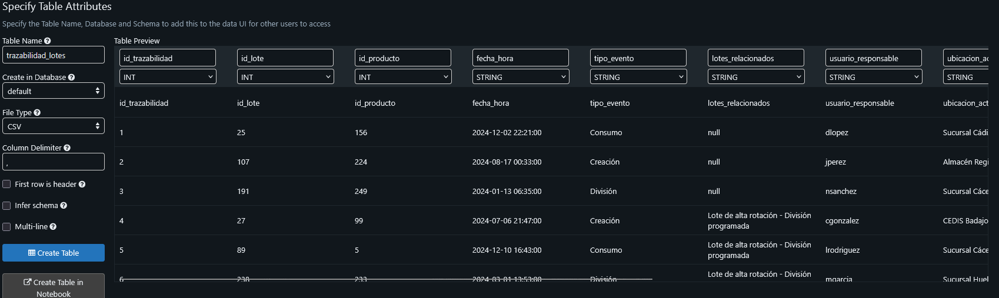 Specify Table Attributes
Specify the Table Name, Database and Schema to add this to the data UI for other users to access
Table Name
trazabilidad_lotes
Create in Database
default
File Type
CSV
Column Delimiter
,
First row is header
Infer schema
Multi-line
Create Table
Create Table in
Notebook
Table Preview
id_trazabilidad id_lote id_producto fecha_hora tipo_evento lotes_relacionados usuario_responsable ubicacion_ac
INT INT INT STRING STRING STRING STRING STRING
id_trazabilidad id_lote id_producto fecha_hora tipo_evento lotes_relacionados usuario_responsable ubicacion_act
1 25 156 2024-12-02 22:21:00 Consumo null dlopez Sucursal Cádi
2 107 224 2024-08-17 00:33:00 Creación null jperez Almacén Regi
3 191 249 2024-01-13 06:35:00 División null nsanchez Sucursal Các
4 27 99 2024-07-06 21:47:00 Creación Lote de alta rotación - División cgonzalez CEDIS Badajo
programada
5 89 5 2024-12-10 16:43:00 Consumo Lote de alta rotación - División lrodriguez Sucursal Các
programada
6 238 233 2024-03-01 13:53:00 División Lote de alta rotación - División mgarcia Sucursal Huel